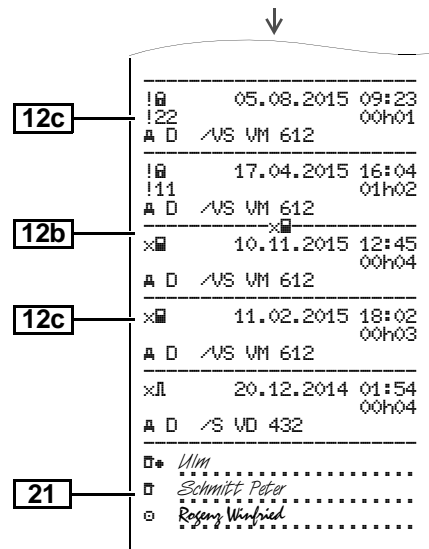 ! 05.08.2015 09:23
12c
!22 00h01
D /VS VM 612
! 17.04.2015 16:04
!11 01h02
D /VS VM 612
12b
x
x 10.11.2015 12:45
00h04
D /VS VM 612
12c
x 11.02.2015 18:02
00h03
D /VS VM 612
x 20.12.2014 01:54
00h04
D /S VD 432
Ulm
21
Schmitt Peter
Rogenz Winfried